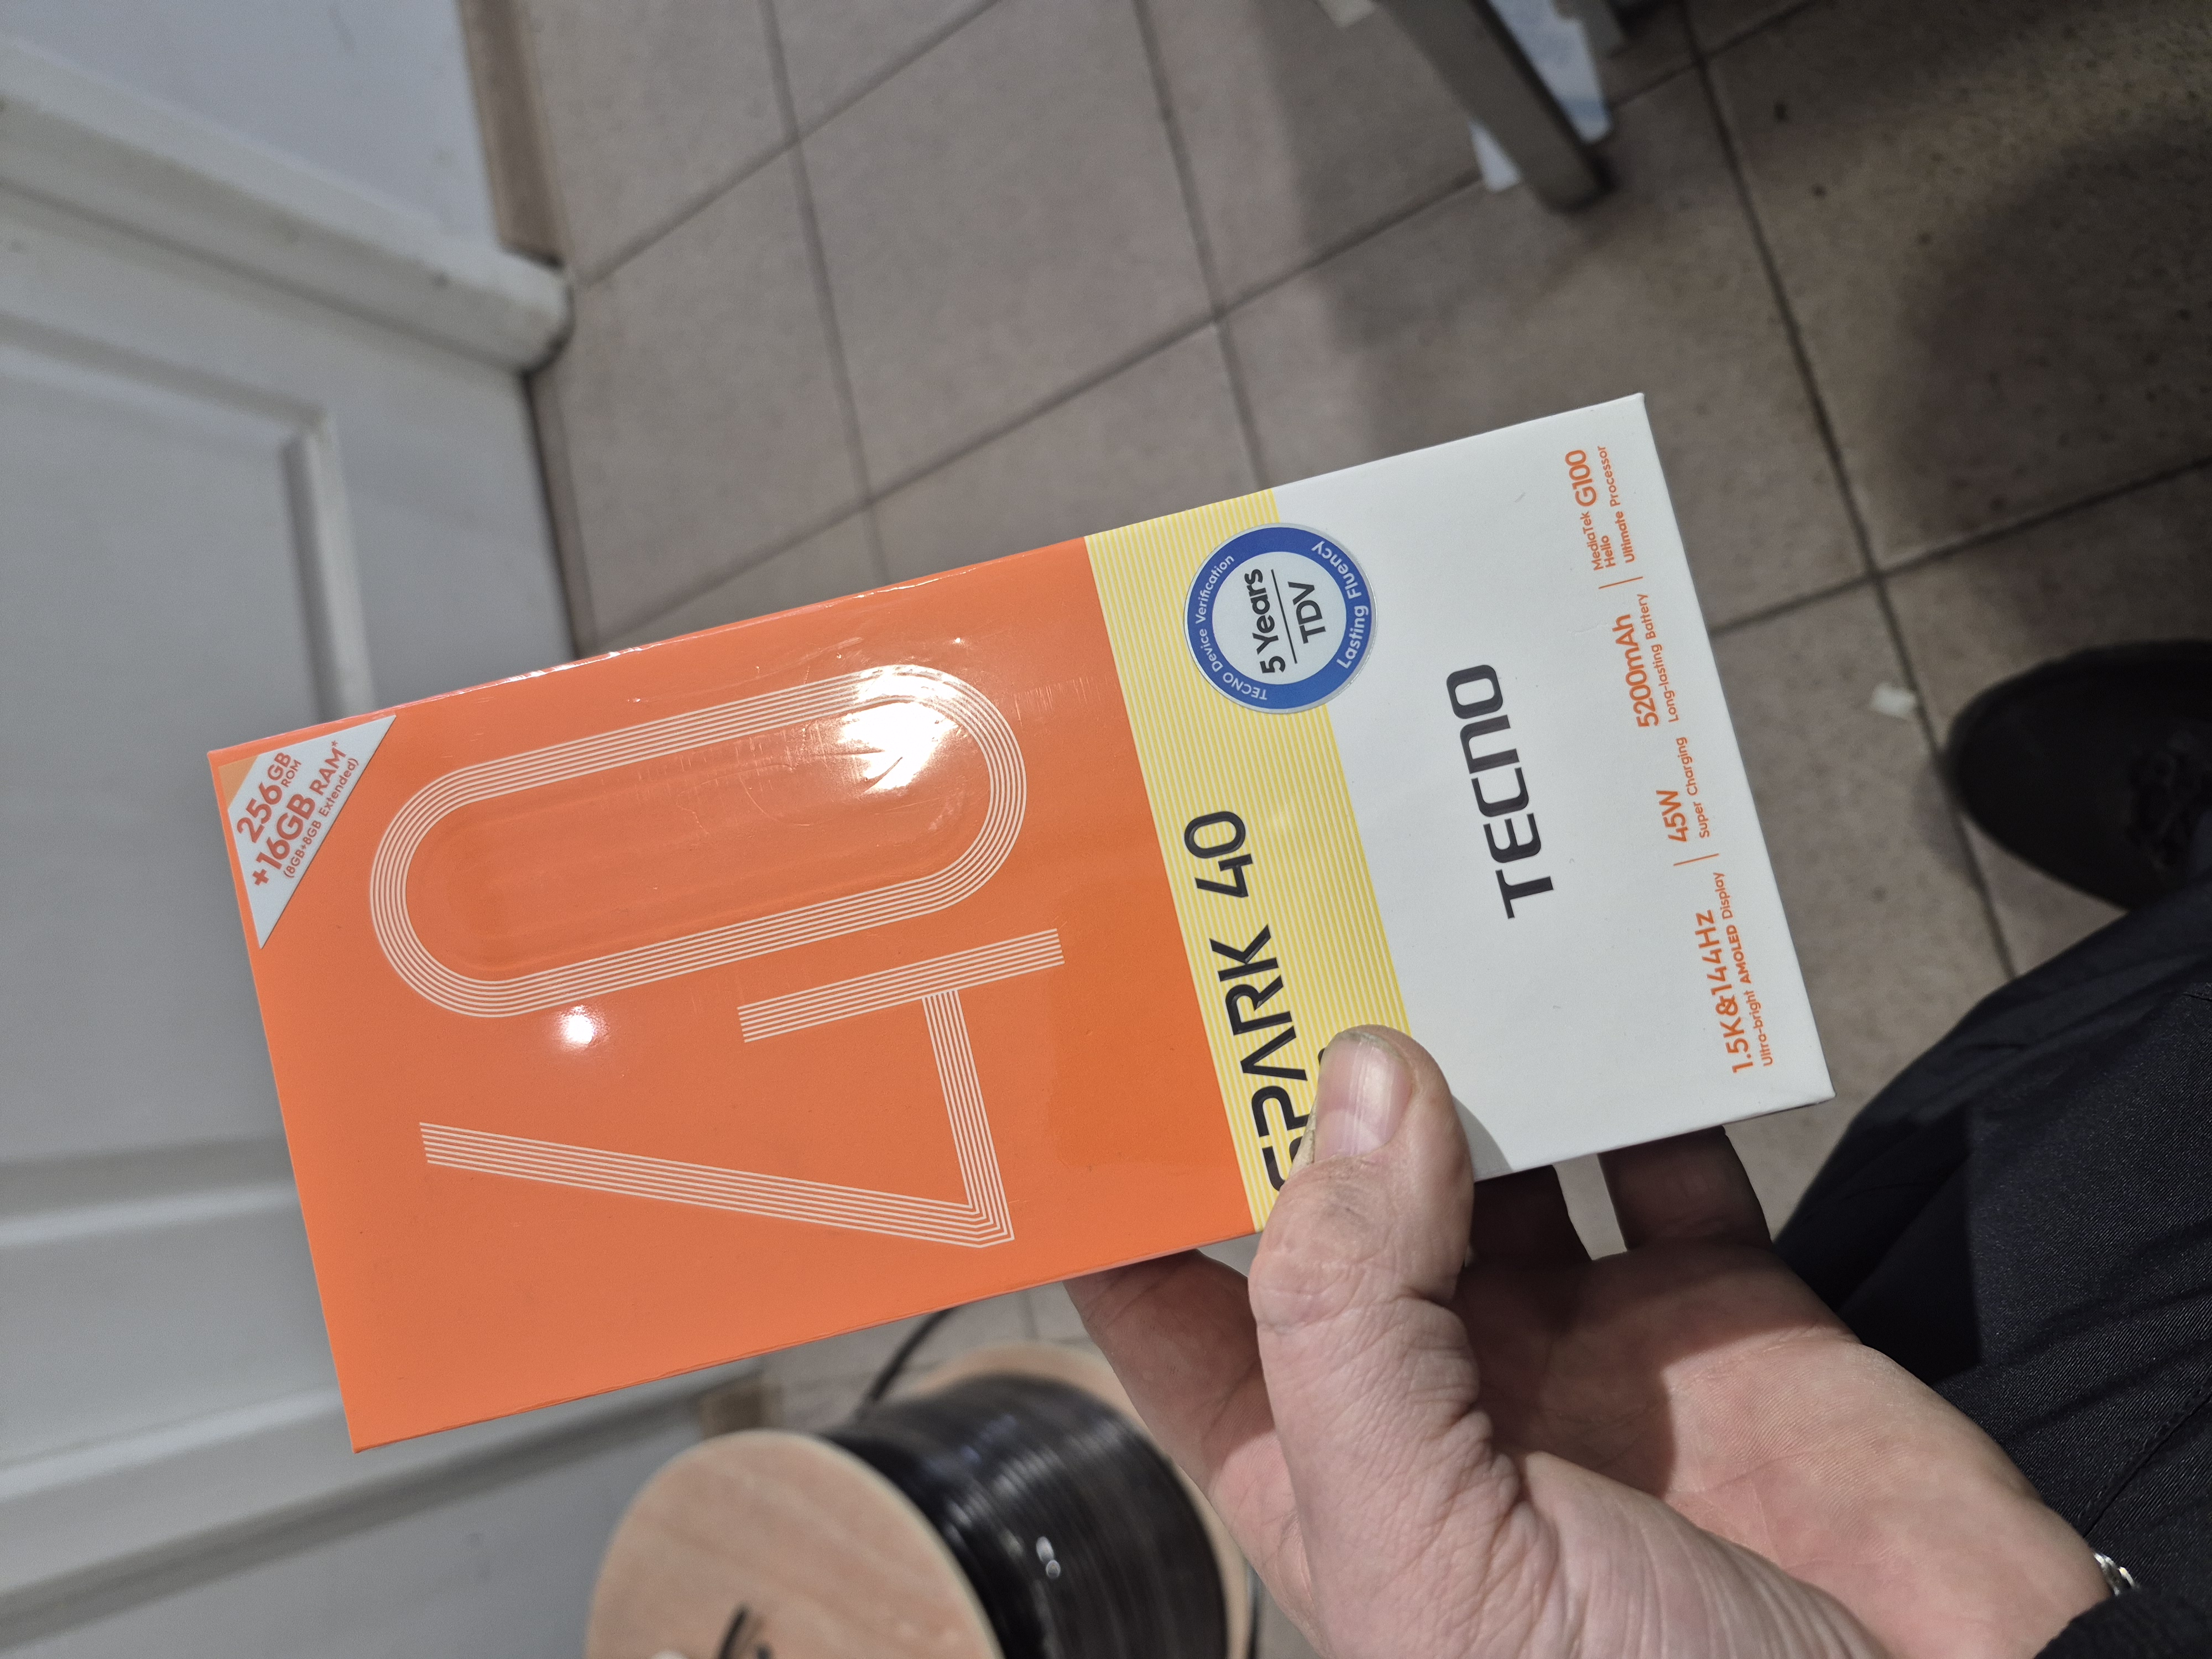 256GB
ROM
+16GB RAM*
(8GB+8GB Extended)
40
SPARK 40
TECNO Device Verification
5 Years
TDV
Lasting Fluency
TECNO
1.5K&144Hz
Ultra-bright AMOLED Display
45W
Super Charging
5200mAh
Long-lasting Battery
MediaTek
Helio G100
Ultimate Processor